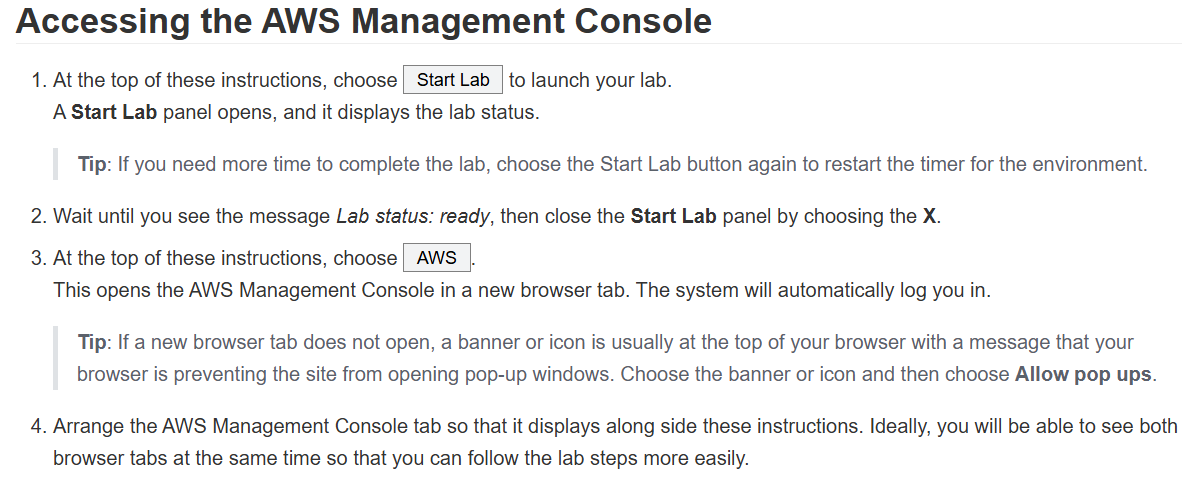 Accessing the AWS Management Console
1. At the top of these instructions, choose Start Lab to launch your lab.
A Start Lab panel opens, and it displays the lab status.
Tip: If you need more time to complete the lab, choose the Start Lab button again to restart the timer for the environment.
2. Wait until you see the message Lab status: ready, then close the Start Lab panel by choosing the X.
3. At the top of these instructions, choose AWS.
This opens the AWS Management Console in a new browser tab. The system will automatically log you in.
Tip: If a new browser tab does not open, a banner or icon is usually at the top of your browser with a message that your
browser is preventing the site from opening pop-up windows. Choose the banner or icon and then choose Allow pop ups.
4. Arrange the AWS Management Console tab so that it displays along side these instructions. Ideally, you will be able to see both
browser tabs at the same time so that you can follow the lab steps more easily.